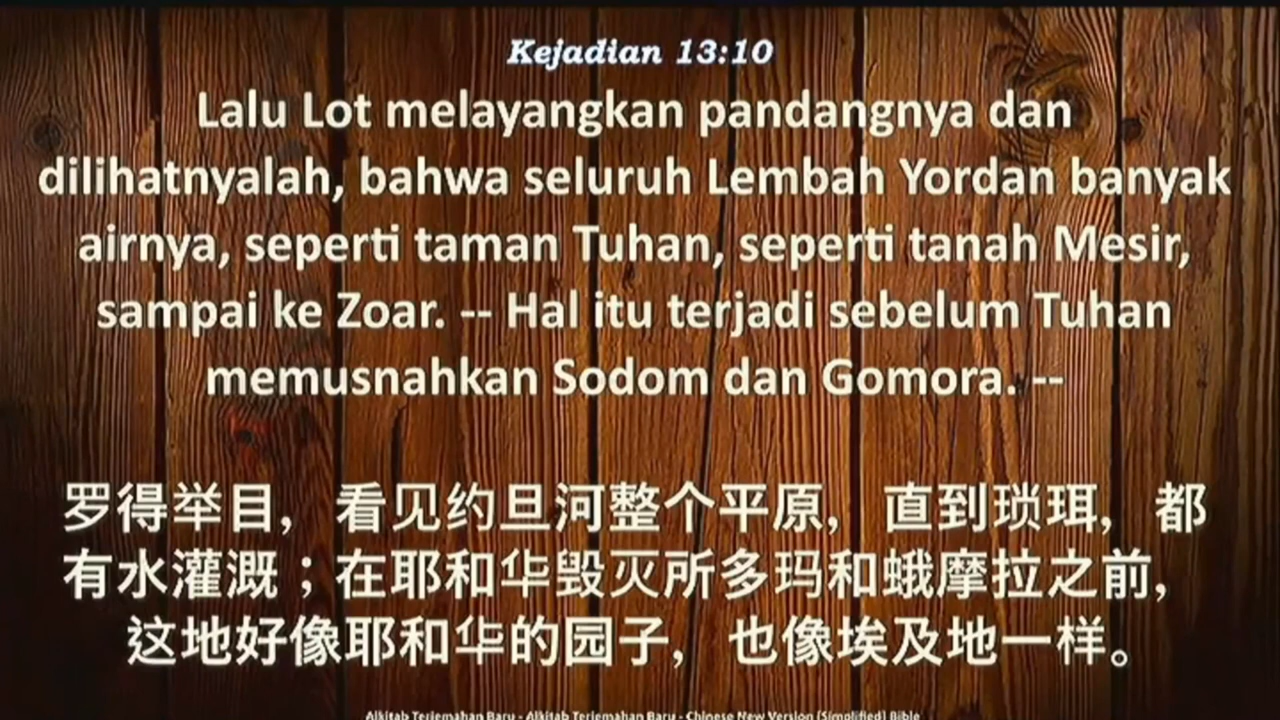 Kejadian 13:10
Lalu Lot melayangkan pandangnya dan
dilihatnyalah, bahwa seluruh Lembah Yordan banyak
airnya, seperti taman Tuhan, seperti tanah Mesir,
sampai ke Zoar. -- Hal itu terjadi sebelum Tuhan
memusnahkan Sodom dan Gomora. --
罗得举目，看见约旦河整个平原，直到琐珥，都
有水灌溉；在耶和华毁灭所多玛和蛾摩拉之前，
这地好像耶和华的园子，也像埃及地一样。
Alkitab Terjemahan Baru - Alkitab Terjemahan Baru - Chinese New Version (Simplified) Bible